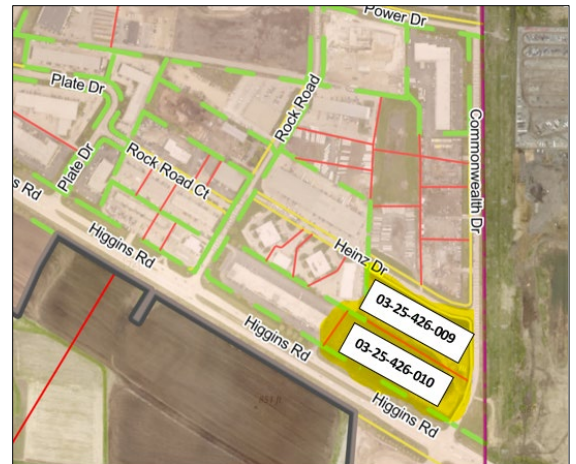 Power Dr
Plate Dr
Rock Road
Commonwealth Dr
Plate Dr
Rock Road Ct
s Rd
Higgins Rd
Heinz Dr
03-25-426-009
Higgins Rd
03-25-426-010
Higgins Rd